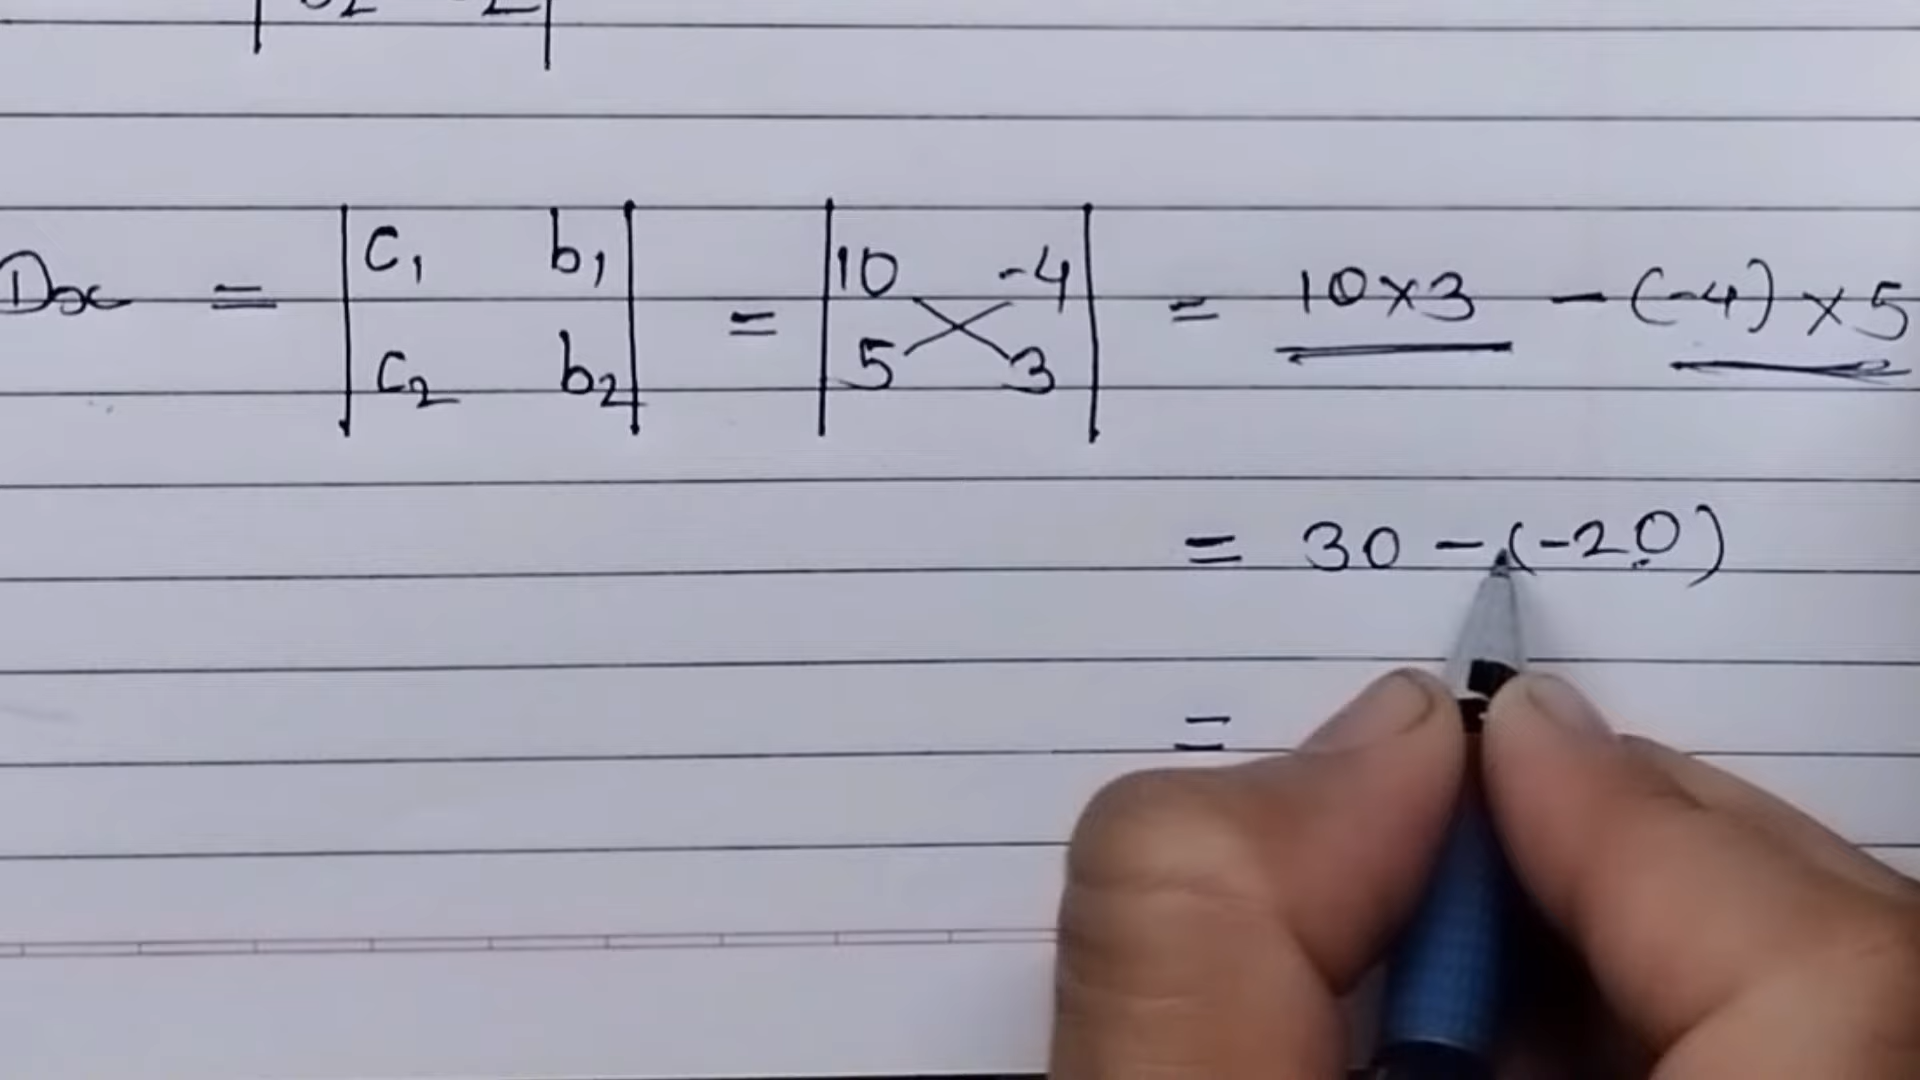 Dx = | c₁ b₁ | = | 10 -4 | = 10×3 - (-4)×5
| c₂ b₂ | | 5 3 |
= 30 - (-20)
=